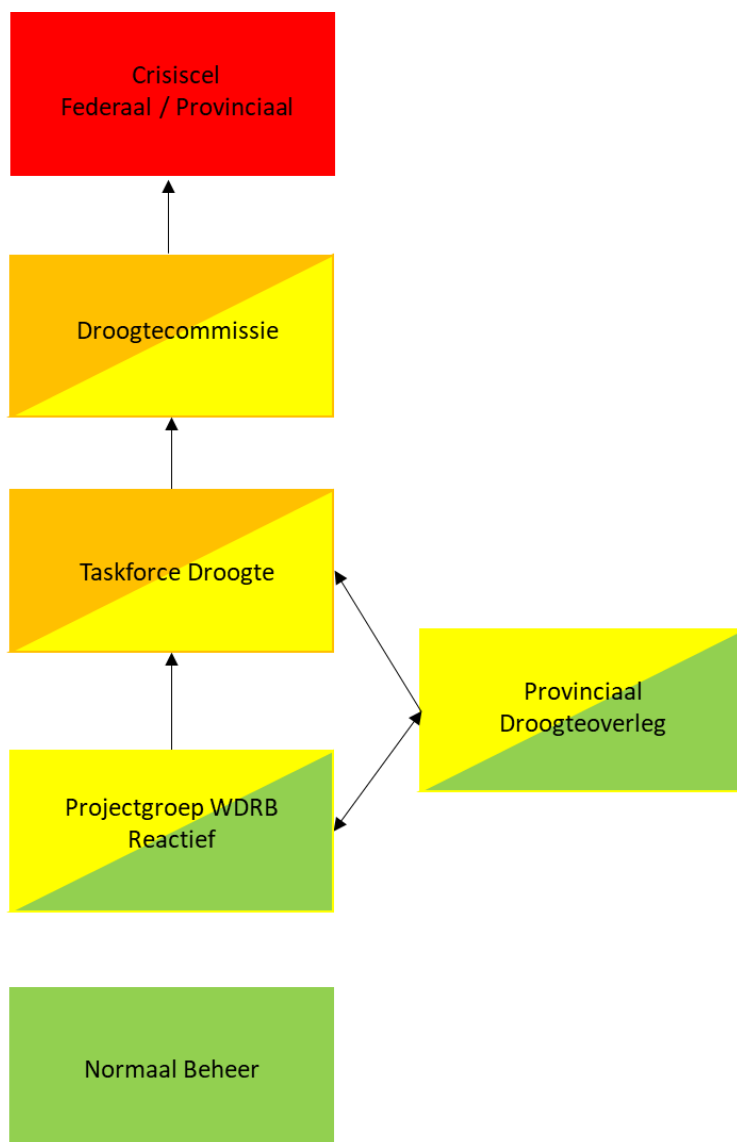 Crisiscel
Federaal / Provinciaal
Droogtecommissie
Taskforce Droogte
Provinciaal
Droogteoverleg
Projectgroep WDRB
Reactief
Normaal Beheer